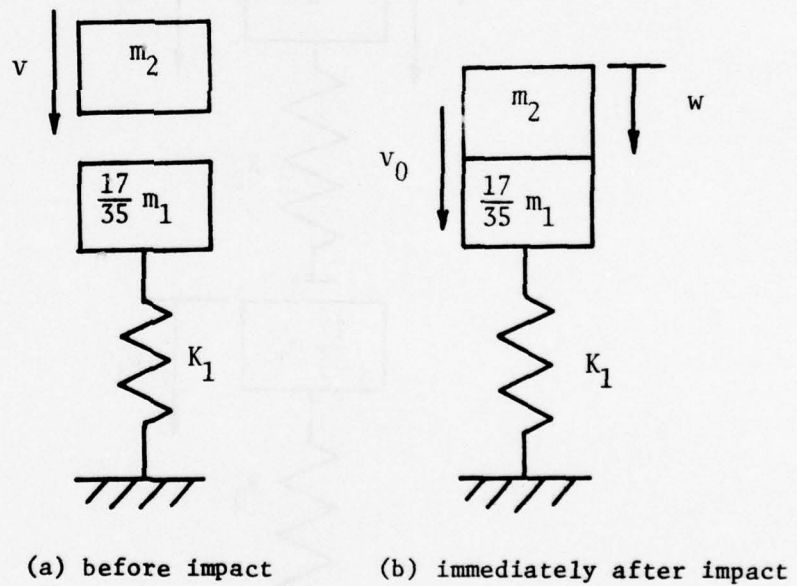 v
m2
17/35 m1
K1
v0
m2
w
17/35 m1
K1
(a) before impact
(b) immediately after impact